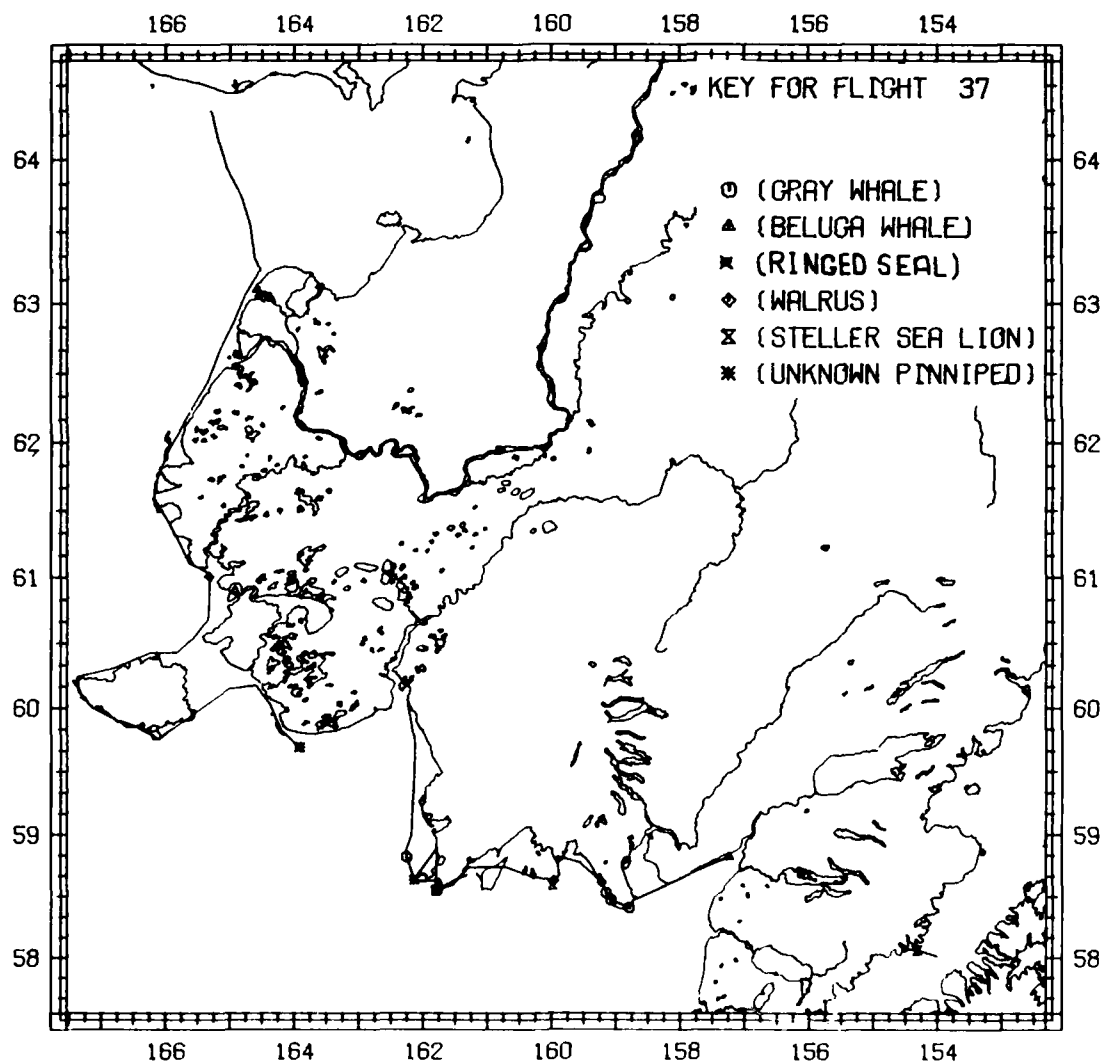 166 164 162 160 158 156 154
KEY FOR FLIGHT 37
64 64
(GRAY WHALE)
(BELUGA WHALE)
(RINGED SEAL)
63 63
(WALRUS)
(STELLER SEA LION)
(UNKNOWN PINNIPED)
62 62
61 61
60 60
59 59
58 58
166 164 162 160 158 156 154